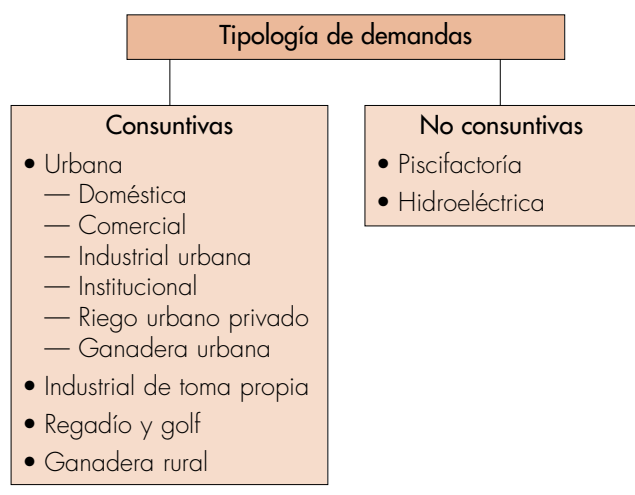 Tipología de demandas
Consuntivas
• Urbana
— Doméstica
— Comercial
— Industrial urbana
— Institucional
— Riego urbano privado
— Ganadera urbana
• Industrial de toma propia
• Regadío y golf
• Ganadera rural
No consuntivas
• Piscifactoría
• Hidroeléctrica